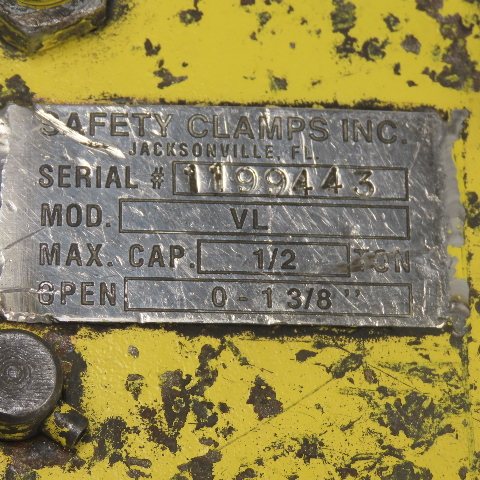 SAFETY CLAMPS INC.
JACKSONVILLE, FL.
SERIAL # 1199443
MOD. VL
MAX. CAP. 1/2 TON
OPEN 0 - 1 3/8"